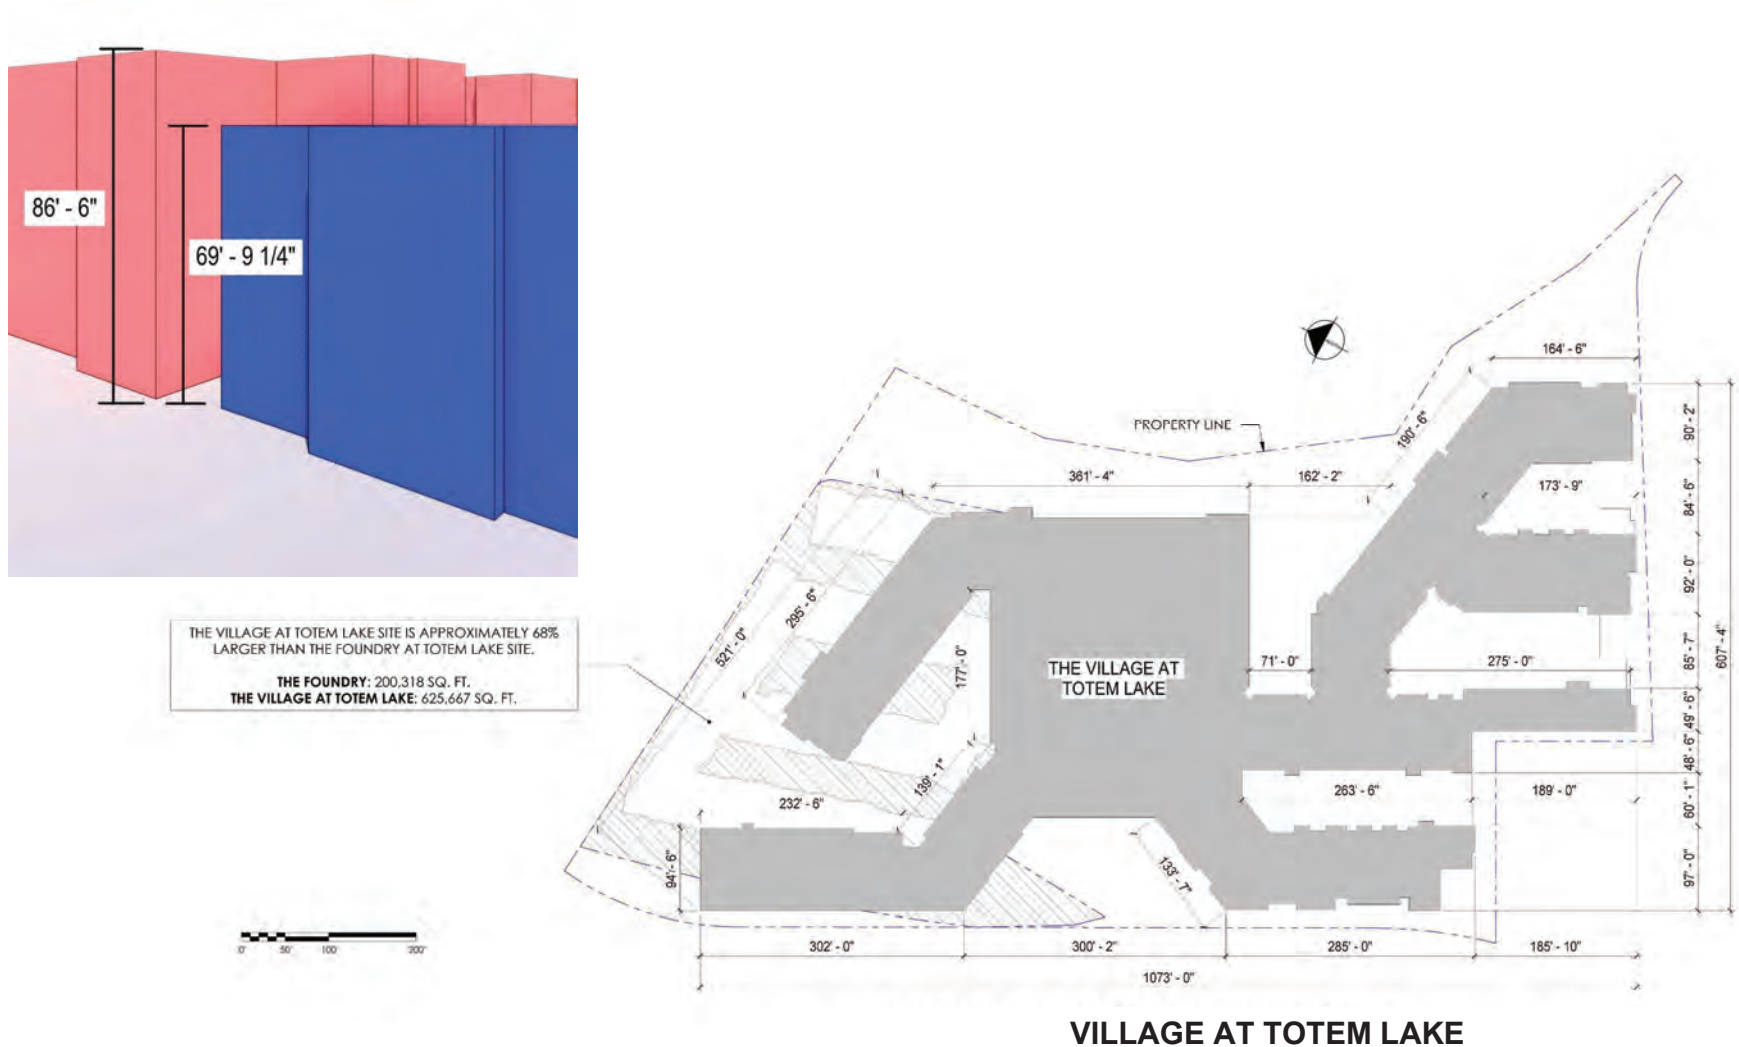 86' - 6"
69' - 9 1/4"
164' - 6"
PROPERTY LINE
190' - 6"
90' - 2"
361' - 4"
162' - 2"
173' - 9"
84' - 6"
92' - 0"
295' - 6"
521' - 0"
177' - 0"
THE VILLAGE AT
TOTEM LAKE
71' - 0"
275' - 0"
85' - 7"
607' - 4"
THE VILLAGE AT TOTEM LAKE SITE IS APPROXIMATELY 68%
LARGER THAN THE FOUNDRY AT TOTEM LAKE SITE.
THE FOUNDRY: 200,318 SQ. FT.
THE VILLAGE AT TOTEM LAKE: 625,667 SQ. FT.
49' - 6"
48' - 6"
139' - 1"
232' - 6"
263' - 6"
189' - 0"
60' - 1"
94' - 6"
133' - 7"
97' - 0"
0' 50' 100' 200'
302' - 0"
300' - 2"
285' - 0"
185' - 10"
1073' - 0"
VILLAGE AT TOTEM LAKE